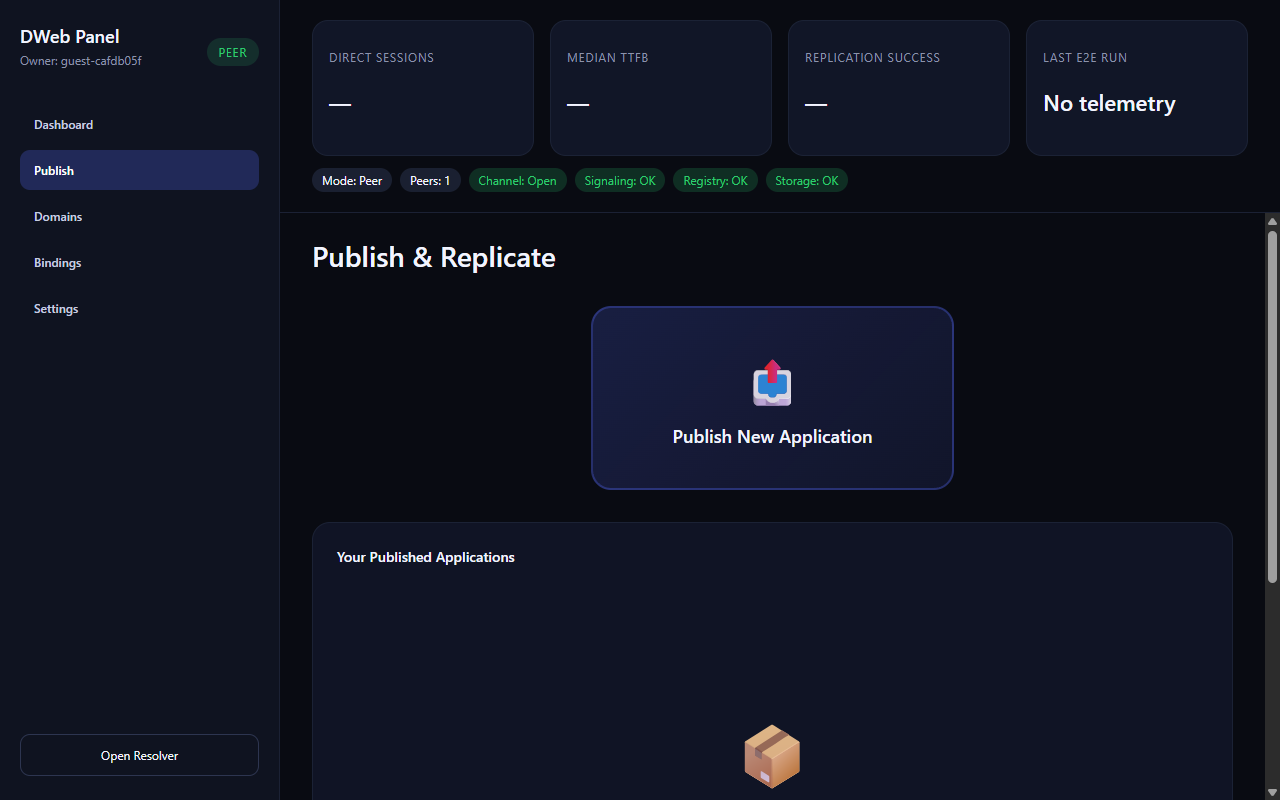 DWeb Panel
Owner: guest-cafdb05f
PEER
Dashboard
Publish
Domains
Bindings
Settings
Open Resolver
DIRECT SESSIONS
—
MEDIAN TTFB
—
REPLICATION SUCCESS
—
LAST E2E RUN
No telemetry
Mode: Peer
Peers: 1
Channel: Open
Signaling: OK
Registry: OK
Storage: OK
Publish & Replicate
Publish New Application
Your Published Applications